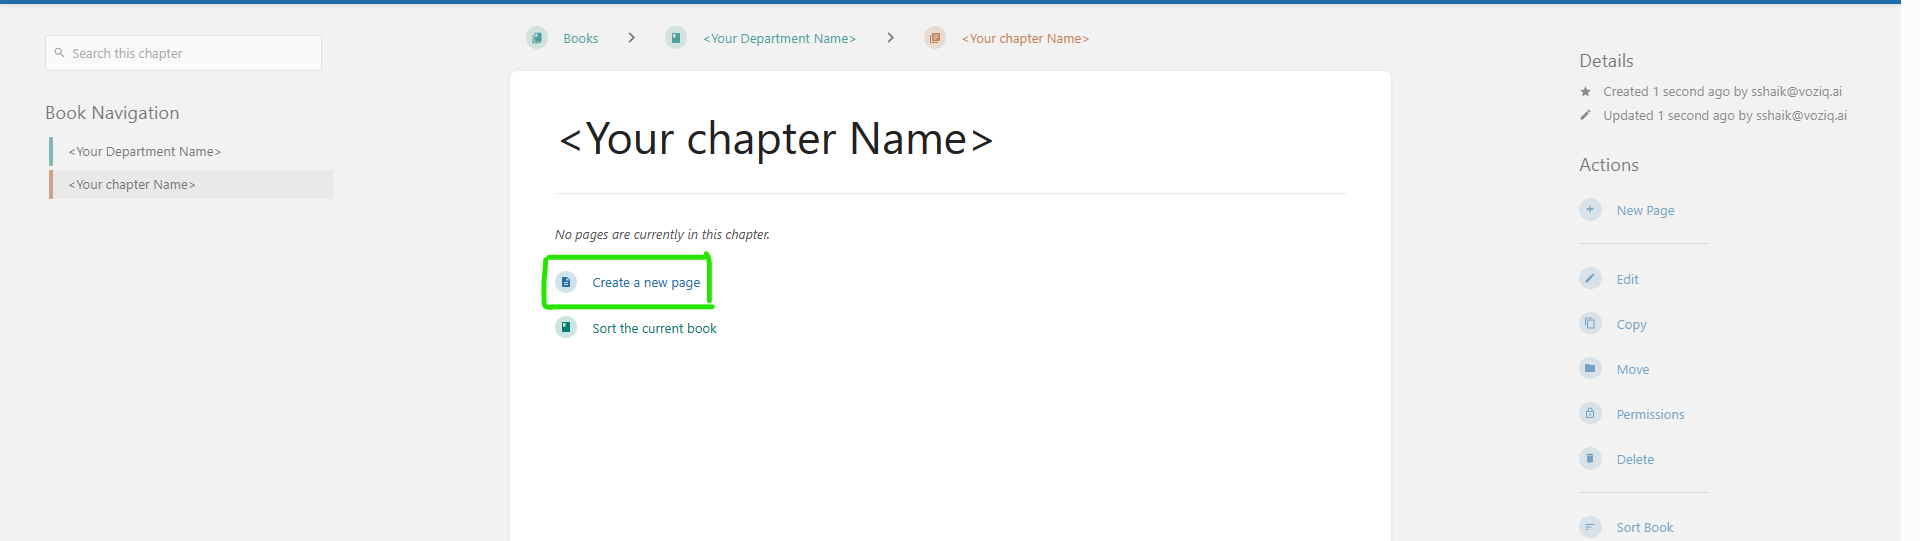 Search this chapter
Book Navigation
<Your Department Name>
<Your chapter Name>
Books > <Your Department Name> > <Your chapter Name>
<Your chapter Name>
No pages are currently in this chapter.
Create a new page
Sort the current book
Details
Created 1 second ago by sshaik@voziq.ai
Updated 1 second ago by sshaik@voziq.ai
Actions
New Page
Edit
Copy
Move
Permissions
Delete
Sort Book